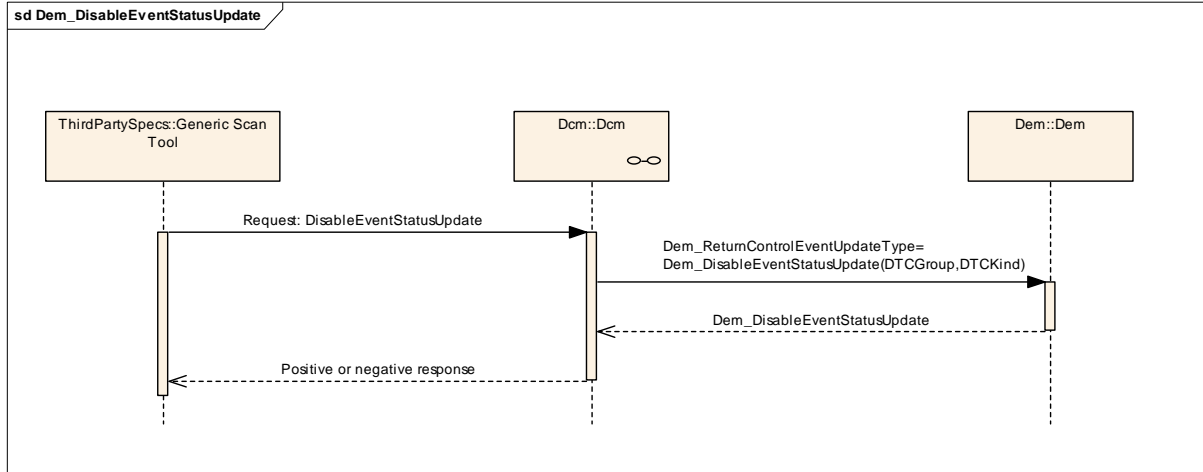 sd Dem_DisableEventStatusUpdate
ThirdPartySpecs::Generic Scan
Tool
Dcm::Dcm
Dem::Dem
Request: DisableEventStatusUpdate
Dem_ReturnControlEventUpdateType=
Dem_DisableEventStatusUpdate(DTCGroup,DTCKind)
Dem_DisableEventStatusUpdate
Positive or negative response